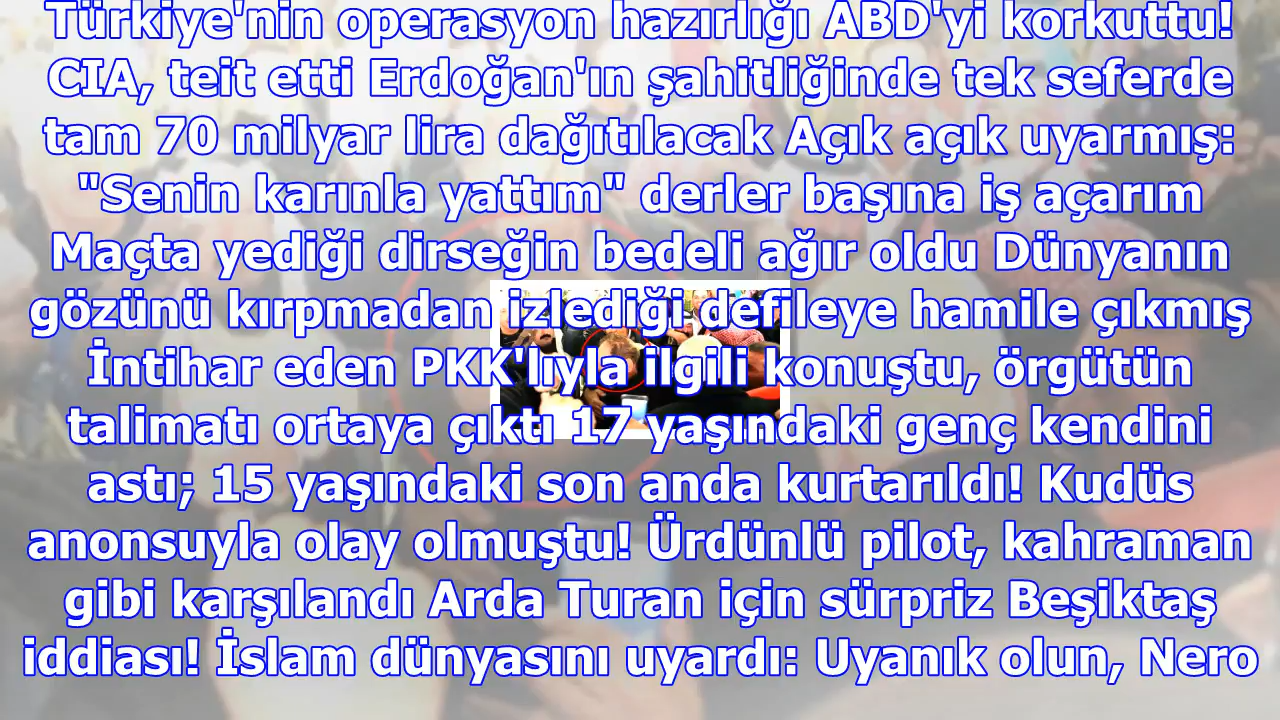 Türkiye'nin operasyon hazırlığı ABD'yi korkuttu!
CIA, teit etti Erdoğan'ın şahitliğinde tek seferde
tam 70 milyar lira dağıtılacak Açık açık uyarmış:
"Senin karınla yattım" derler başına iş açarım
Maçta yediği dirseğin bedeli ağır oldu Dünyanın
gözünü kırpmadan izlediği defileye hamile çıkmış
İntihar eden PKK'lıyla ilgili konuştu, örgütün
talimatı ortaya çıktı 17 yaşındaki genç kendini
astı; 15 yaşındaki son anda kurtarıldı! Kudüs
anonsuyla olay olmuştu! Ürdünlü pilot, kahraman
gibi karşılandı Arda Turan için sürpriz Beşiktaş
iddiası! İslam dünyasını uyardı: Uyanık olun, Nero